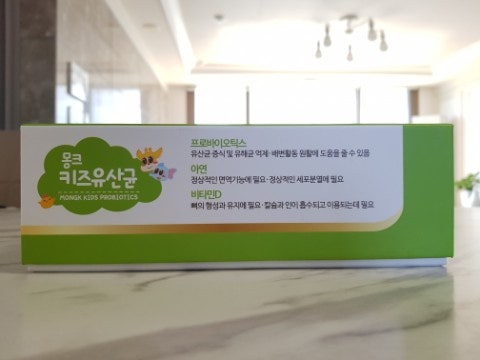 몽크
키즈유산균
MONGK KIDS PROBIOTICS
프로바이오틱스
유산균 증식 및 유해균 억제·배변활동 원활에 도움을 줄 수 있음
아연
정상적인 면역기능에 필요·정상적인 세포분열에 필요
비타민D
뼈의 형성과 유지에 필요·칼슘과 인이 흡수되고 이용되는데 필요